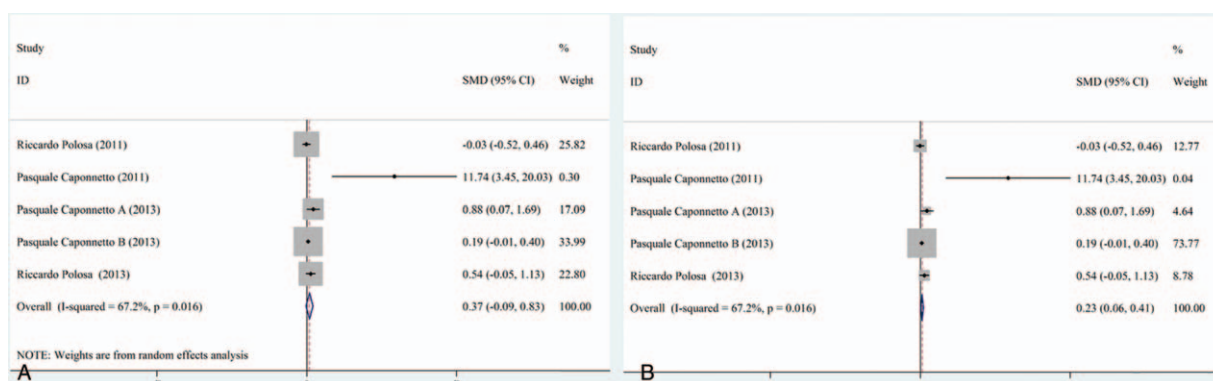 Study %
ID SMD (95% CI) Weight
Riccardo Polosa (2011) -0.03 (-0.52, 0.46) 25.82
Pasquale Caponnetto (2011) 11.74 (3.45, 20.03) 0.30
Pasquale Caponnetto A (2013) 0.88 (0.07, 1.69) 17.09
Pasquale Caponnetto B (2013) 0.19 (-0.01, 0.40) 33.99
Riccardo Polosa (2013) 0.54 (-0.05, 1.13) 22.80
Overall (I-squared = 67.2%, p = 0.016) 0.37 (-0.09, 0.83) 100.00
NOTE: Weights are from random effects analysis
A
Study %
ID SMD (95% CI) Weight
Riccardo Polosa (2011) -0.03 (-0.52, 0.46) 12.77
Pasquale Caponnetto (2011) 11.74 (3.45, 20.03) 0.04
Pasquale Caponnetto A (2013) 0.88 (0.07, 1.69) 4.64
Pasquale Caponnetto B (2013) 0.19 (-0.01, 0.40) 73.77
Riccardo Polosa (2013) 0.54 (-0.05, 1.13) 8.78
Overall (I-squared = 67.2%, p = 0.016) 0.23 (0.06, 0.41) 100.00
B